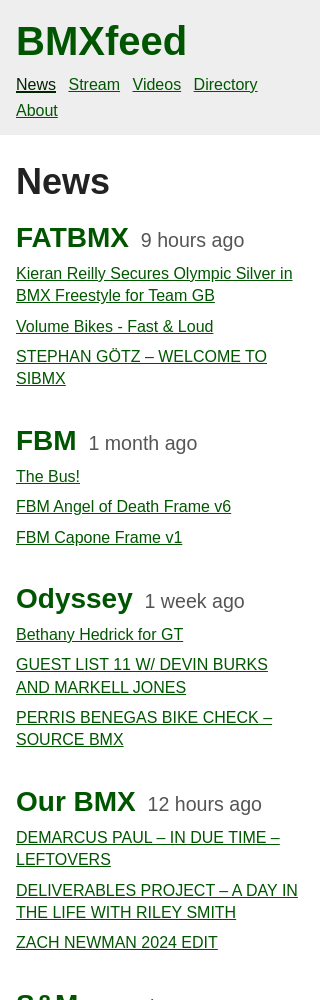 BMXfeed
News Stream Videos Directory
About
News
FATBMX 9 hours ago
Kieran Reilly Secures Olympic Silver in
BMX Freestyle for Team GB
Volume Bikes - Fast & Loud
STEPHAN GÖTZ – WELCOME TO
SIBMX
FBM 1 month ago
The Bus!
FBM Angel of Death Frame v6
FBM Capone Frame v1
Odyssey 1 week ago
Bethany Hedrick for GT
GUEST LIST 11 W/ DEVIN BURKS
AND MARKELL JONES
PERRIS BENEGAS BIKE CHECK –
SOURCE BMX
Our BMX 12 hours ago
DEMARCUS PAUL – IN DUE TIME –
LEFTOVERS
DELIVERABLES PROJECT – A DAY IN
THE LIFE WITH RILEY SMITH
ZACH NEWMAN 2024 EDIT
S&M